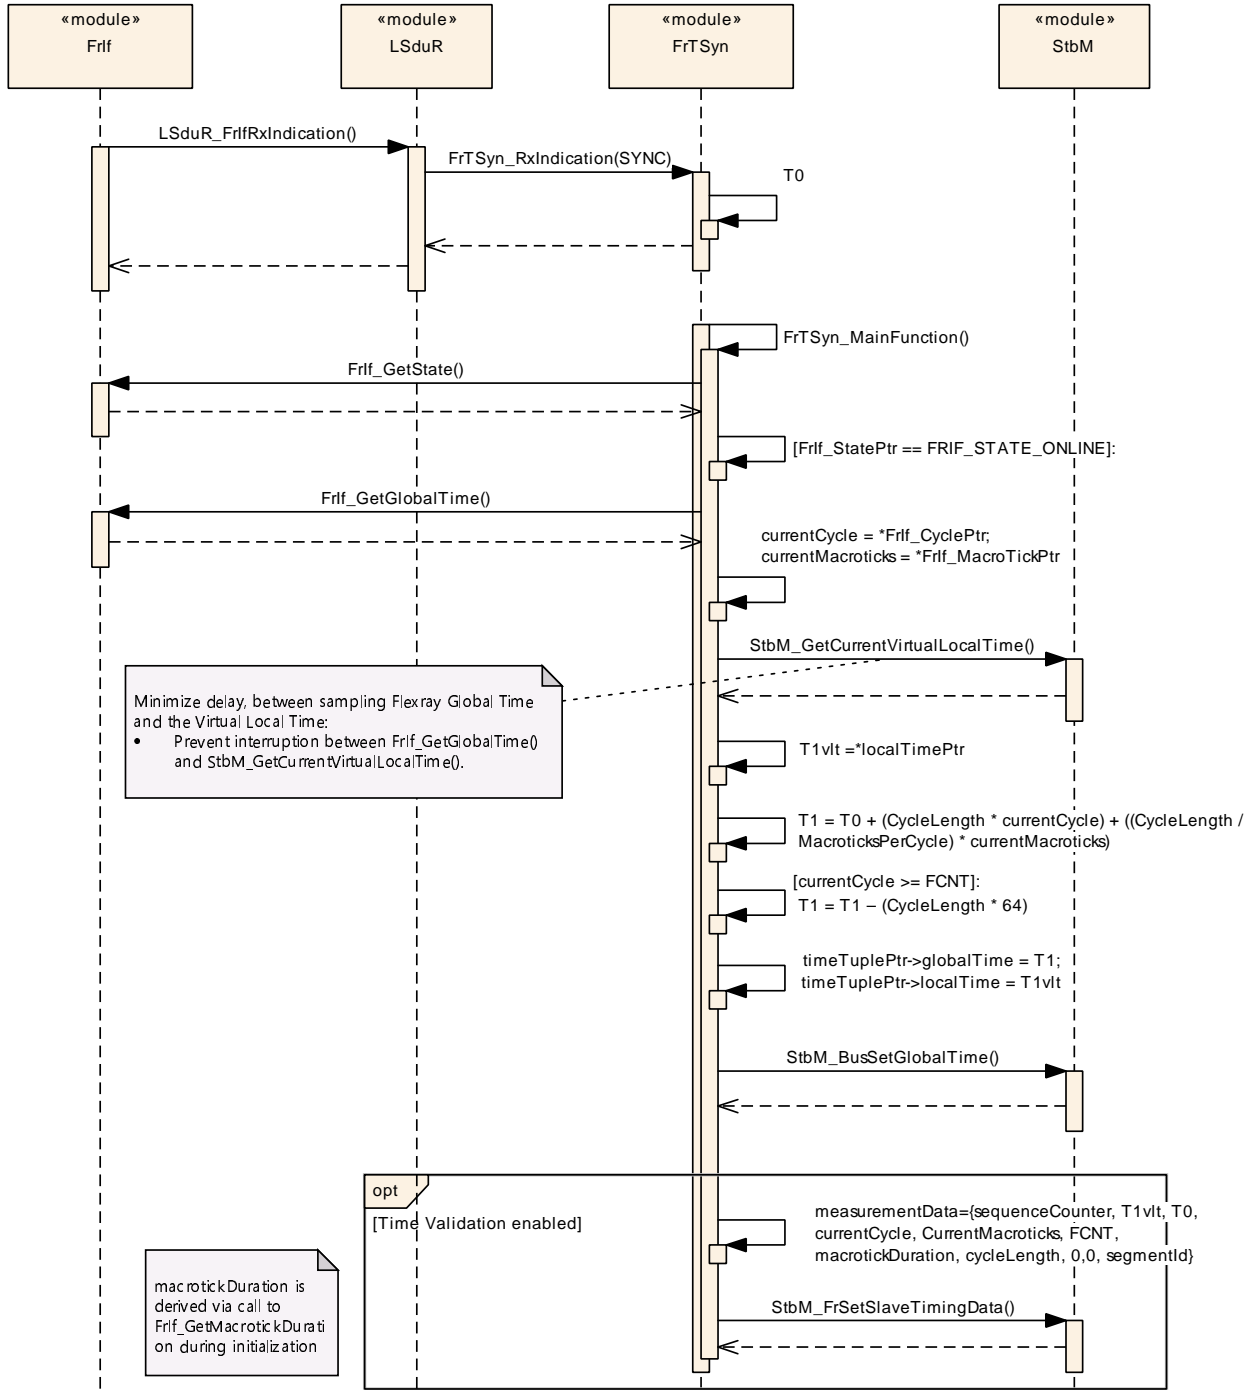 «module»
FrIf
«module»
LSduR
«module»
FrTSyn
«module»
StbM
LSduR_FrIfRxIndication()
FrTSyn_RxIndication(SYNC)
T0
FrTSyn_MainFunction()
FrIf_GetState()
[FrIf_StatePtr == FRIF_STATE_ONLINE]:
FrIf_GetGlobalTime()
currentCycle = *FrIf_CyclePtr;
currentMacroticks = *FrIf_MacroTickPtr
StbM_GetCurrentVirtualLocalTime()
Minimize delay, between sampling Flexray Global Time
and the Virtual Local Time:
• Prevent interruption between FrIf_GetGlobalTime()
and StbM_GetCurrentVirtualLocalTime().
T1vlt =*localTimePtr
T1 = T0 + (CycleLength * currentCycle) + ((CycleLength /
MacroticksPerCycle) * currentMacroticks)
[currentCycle >= FCNT]:
T1 = T1 – (CycleLength * 64)
timeTuplePtr->globalTime = T1;
timeTuplePtr->localTime = T1vlt
StbM_BusSetGlobalTime()
opt
[Time Validation enabled]
measurementData={sequenceCounter, T1vlt, T0,
currentCycle, CurrentMacroticks, FCNT,
macrotickDuration, cycleLength, 0,0, segmentId}
macrotickDuration is
derived via call to
FrIf_GetMacrotickDurati
on during initialization
StbM_FrSetSlaveTimingData()